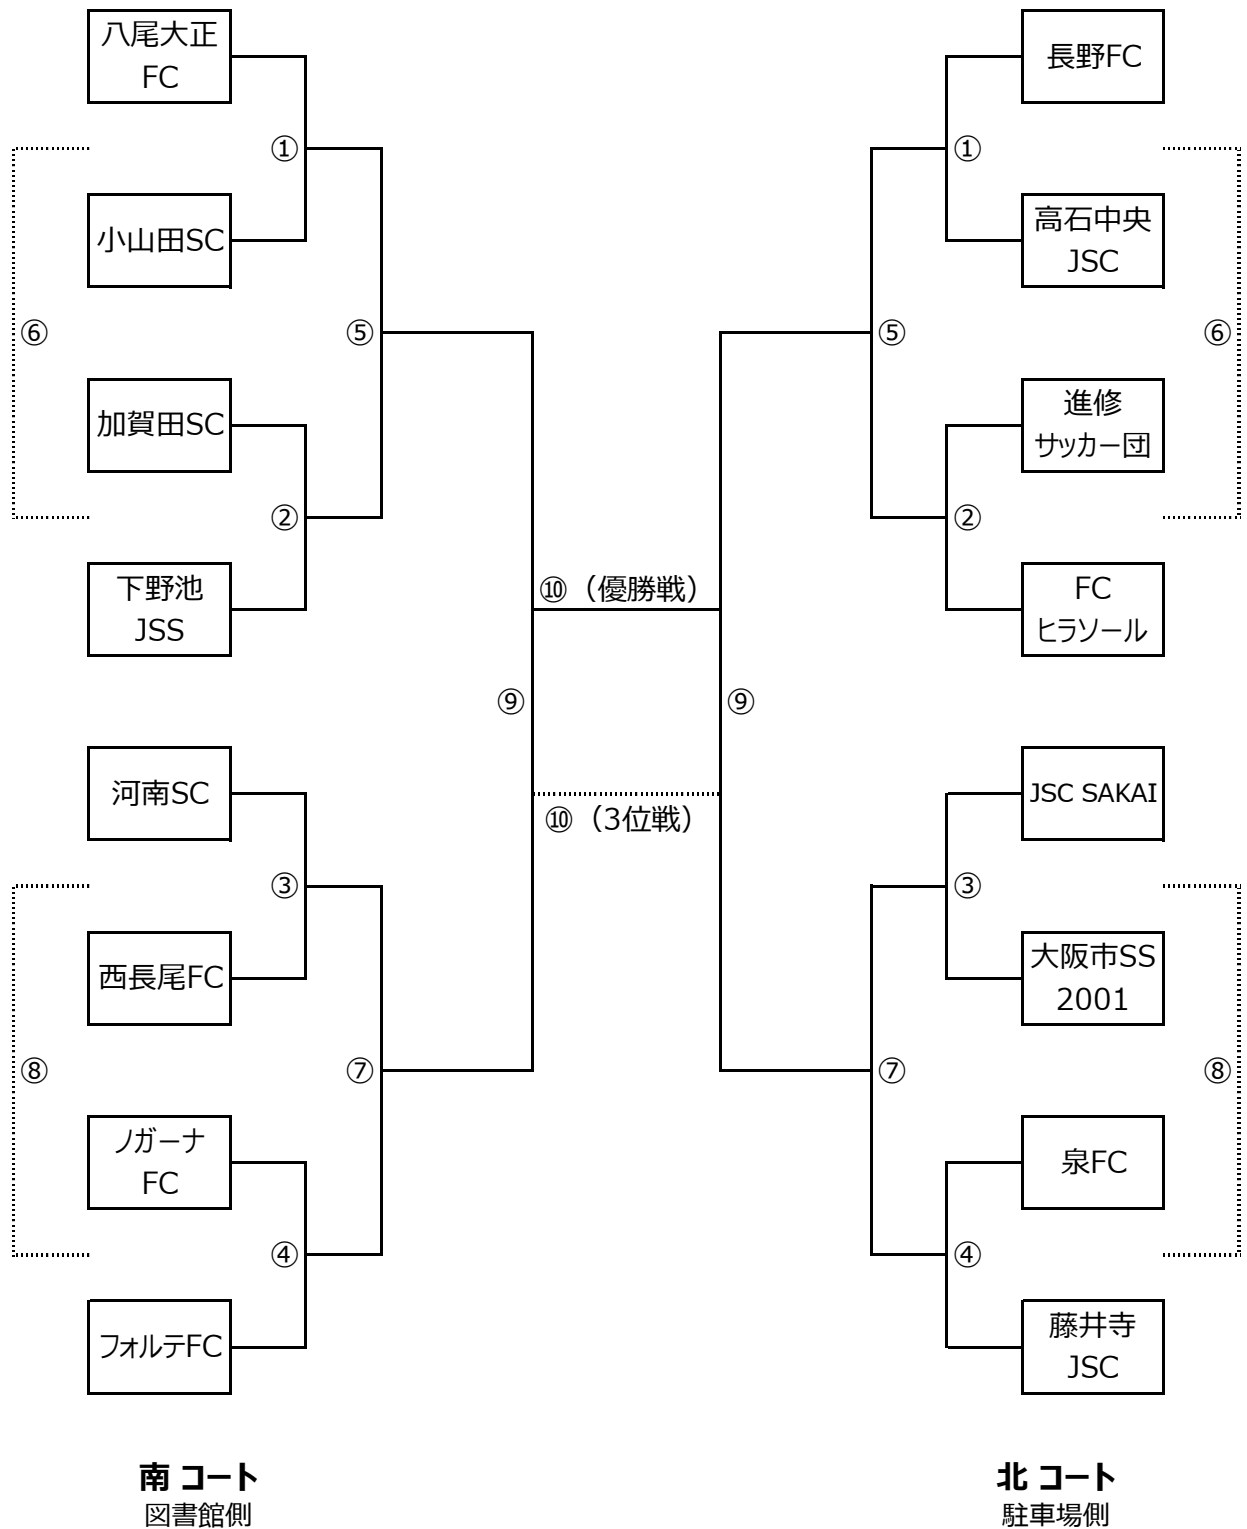 八尾大正
FC
①
小山田SC
⑥
⑤
加賀田SC
②
下野池
JSS
河南SC
③
西長尾FC
⑧
⑦
ノガーナ
FC
④
フォルテFC
南 コート
図書館側
⑩（優勝戦）
⑨
⑨
⑩（3位戦）
長野FC
①
高石中央
JSC
⑤
⑥
進修
サッカー団
②
FC
ヒラソール
JSC SAKAI
③
大阪市SS
2001
⑦
⑧
泉FC
④
藤井寺
JSC
北 コート
駐車場側